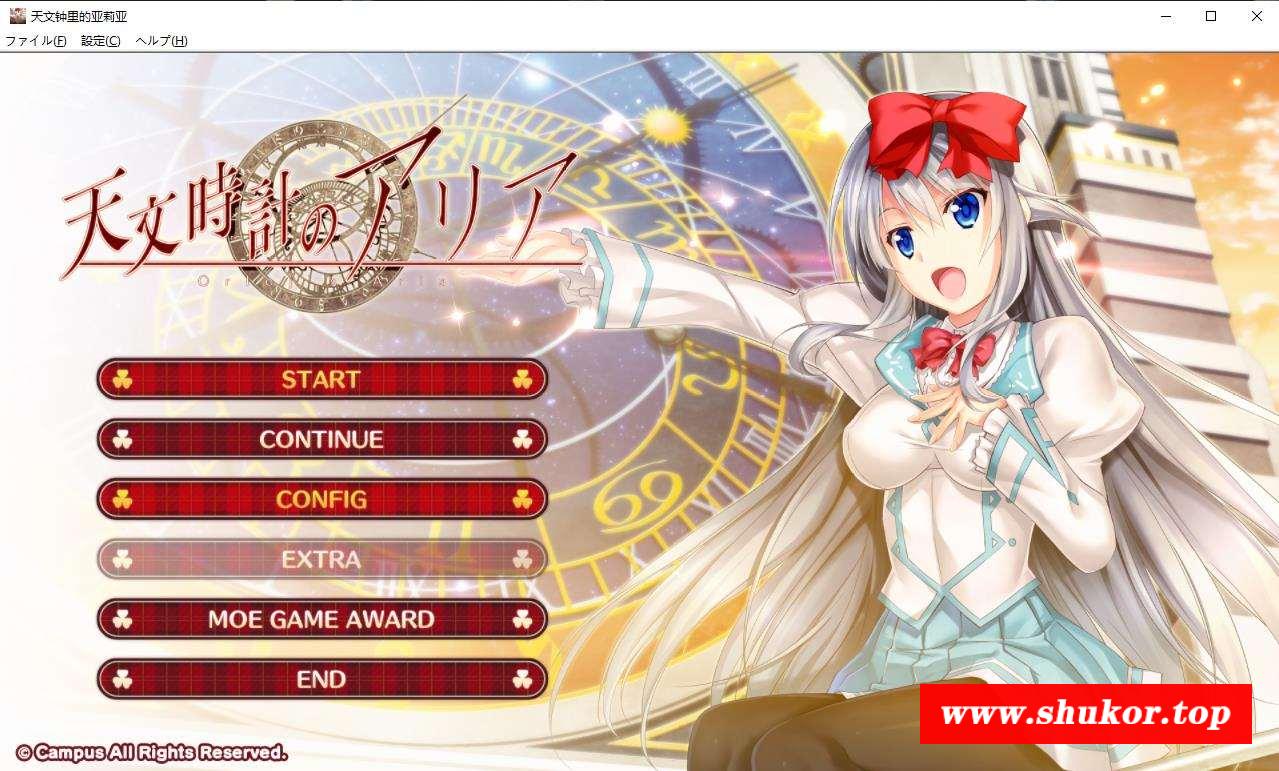 天文钟里的亚莉亚
ファイル(F) 設定(C) ヘルプ(H)
天文時計のアリア
START
CONTINUE
CONFIG
EXTRA
MOE GAME AWARD
END
www.shukor.top
© Campus All Rights Reserved.